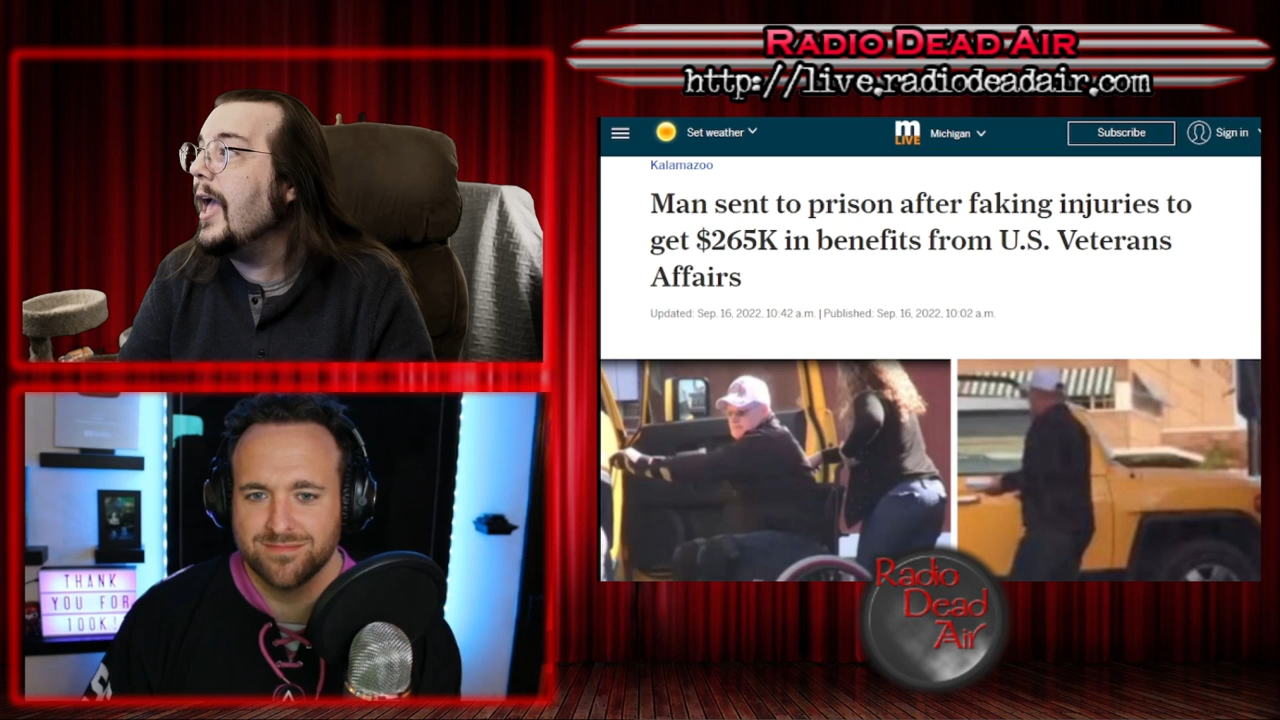 RADIO DEAD AIR
http://live.radiodeadair.com
Set weather
m
LIVE
Michigan
Subscribe
Sign in
Kalamazoo
Man sent to prison after faking injuries to
get $265K in benefits from U.S. Veterans
Affairs
Updated: Sep. 16, 2022, 10:42 a.m. | Published: Sep. 16, 2022, 10:02 a.m.
THANK
YOU FOR
100K!
Radio
Dead
Air